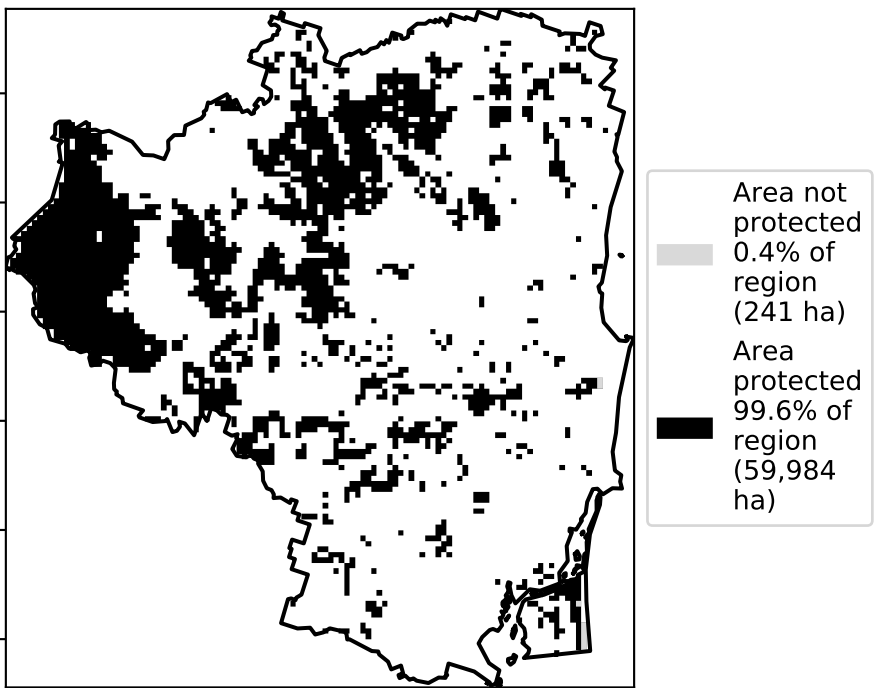 Area not
protected
0.4% of
region
(241 ha)
Area
protected
99.6% of
region
(59,984
ha)